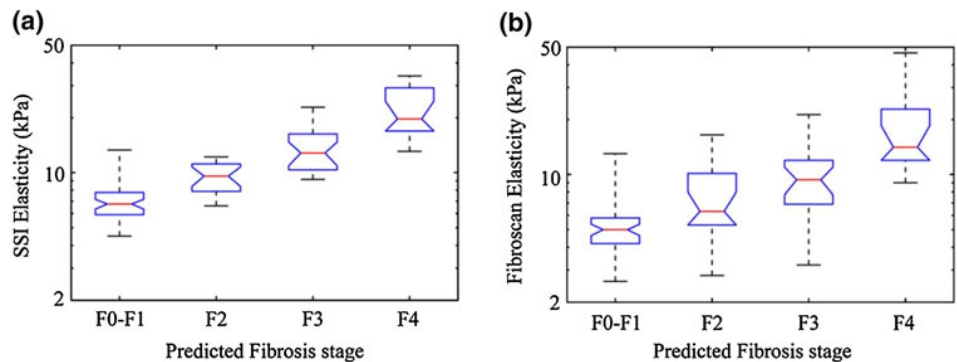 (a)
50
10
2
SSI Elasticity (kPa)
F0-F1 F2 F3 F4
Predicted Fibrosis stage
(b)
50
10
2
Fibroscan Elasticity (kPa)
F0-F1 F2 F3 F4
Predicted Fibrosis stage